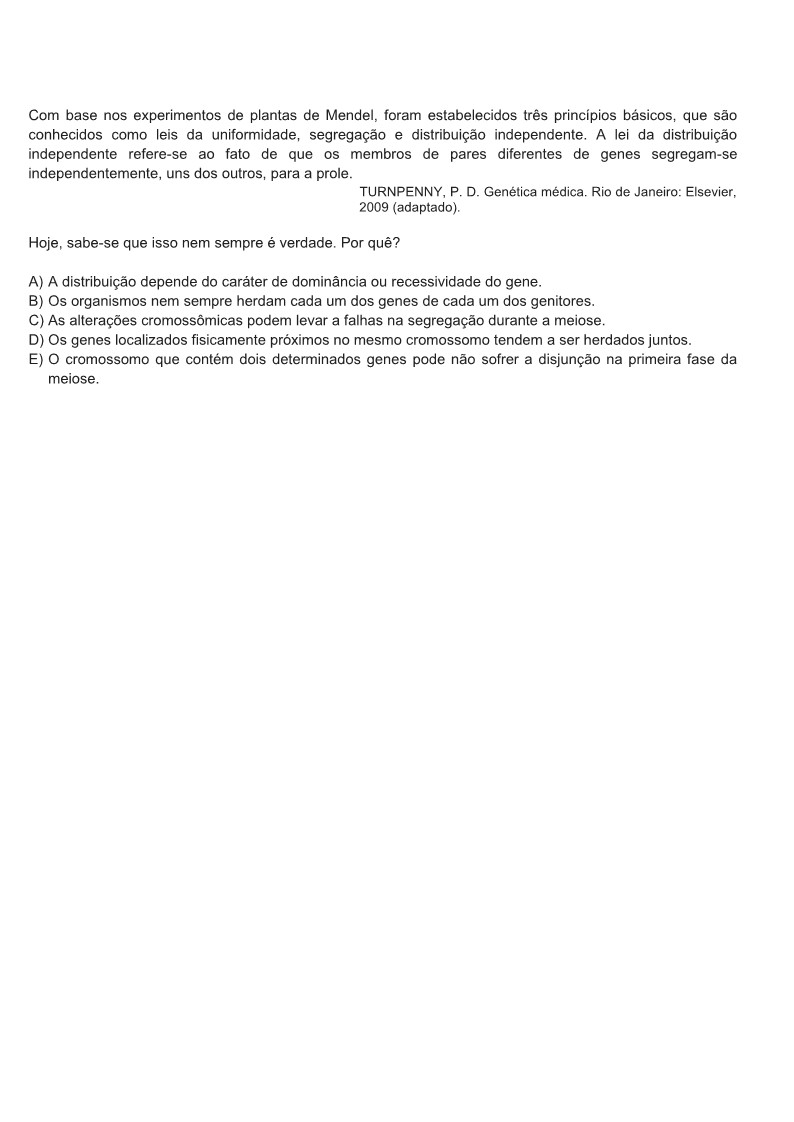 Com base nos experimentos de plantas de Mendel, foram estabelecidos três princípios básicos, que são
conhecidos como leis da uniformidade, segregação e distribuição independente. A lei da distribuição
independente refere-se ao fato de que os membros de pares diferentes de genes segregam-se
independentemente, uns dos outros, para a prole.
TURNPENNY, P. D. Genética médica. Rio de Janeiro: Elsevier,
2009 (adaptado).
Hoje, sabe-se que isso nem sempre é verdade. Por quê?
A) A distribuição depende do caráter de dominância ou recessividade do gene.
B) Os organismos nem sempre herdam cada um dos genes de cada um dos genitores.
C) As alterações cromossômicas podem levar a falhas na segregação durante a meiose.
D) Os genes localizados fisicamente próximos no mesmo cromossomo tendem a ser herdados juntos.
E) O cromossomo que contém dois determinados genes pode não sofrer a disjunção na primeira fase da
meiose.